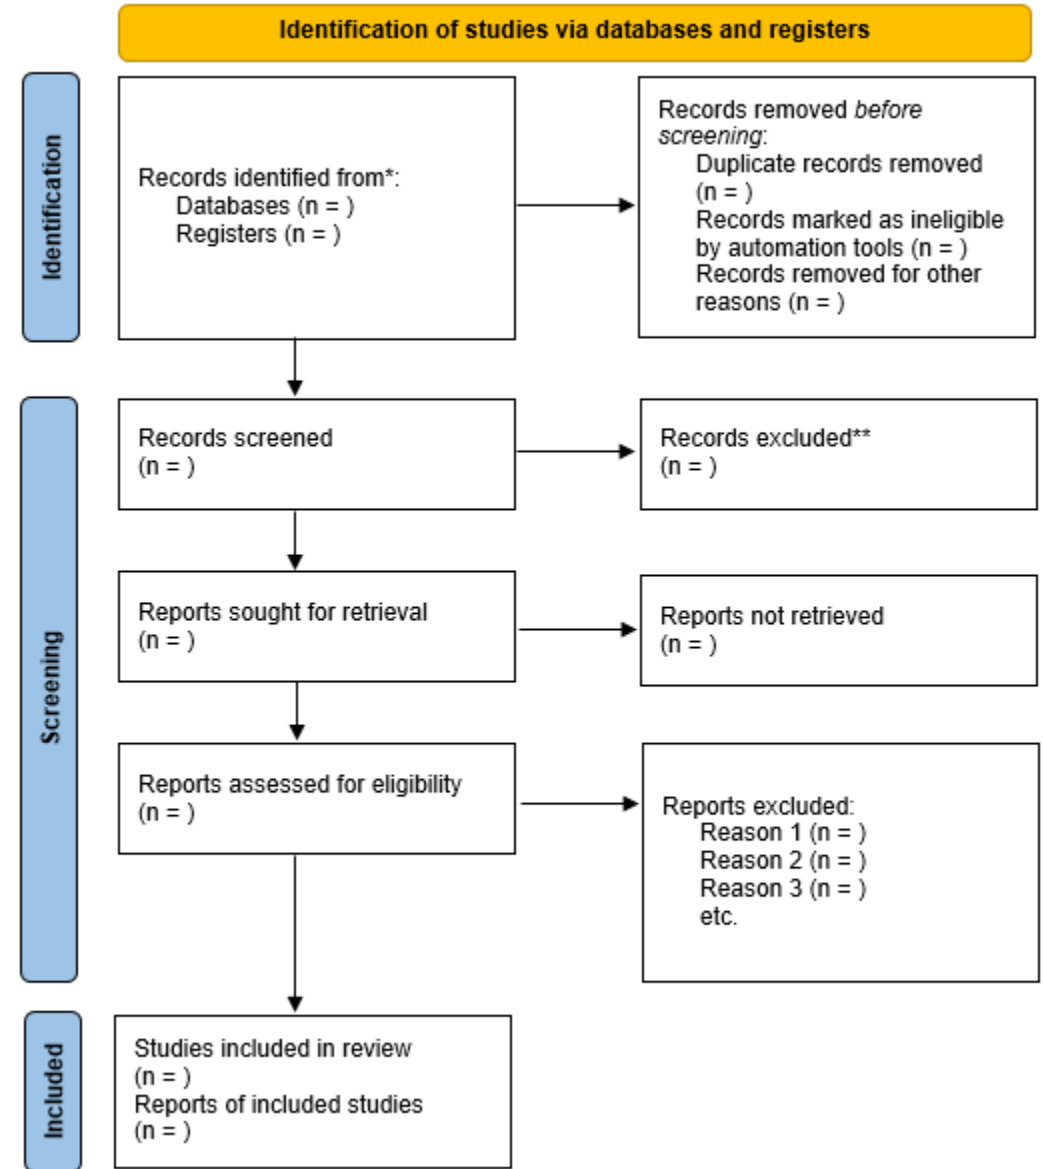 Identification of studies via databases and registers
Identification
Records identified from*:
Databases (n = )
Registers (n = )
Records removed before
screening:
Duplicate records removed
(n = )
Records marked as ineligible
by automation tools (n = )
Records removed for other
reasons (n = )
Screening
Records screened
(n = )
Records excluded**
(n = )
Reports sought for retrieval
(n = )
Reports not retrieved
(n = )
Reports assessed for eligibility
(n = )
Reports excluded:
Reason 1 (n = )
Reason 2 (n = )
Reason 3 (n = )
etc.
Included
Studies included in review
(n = )
Reports of included studies
(n = )